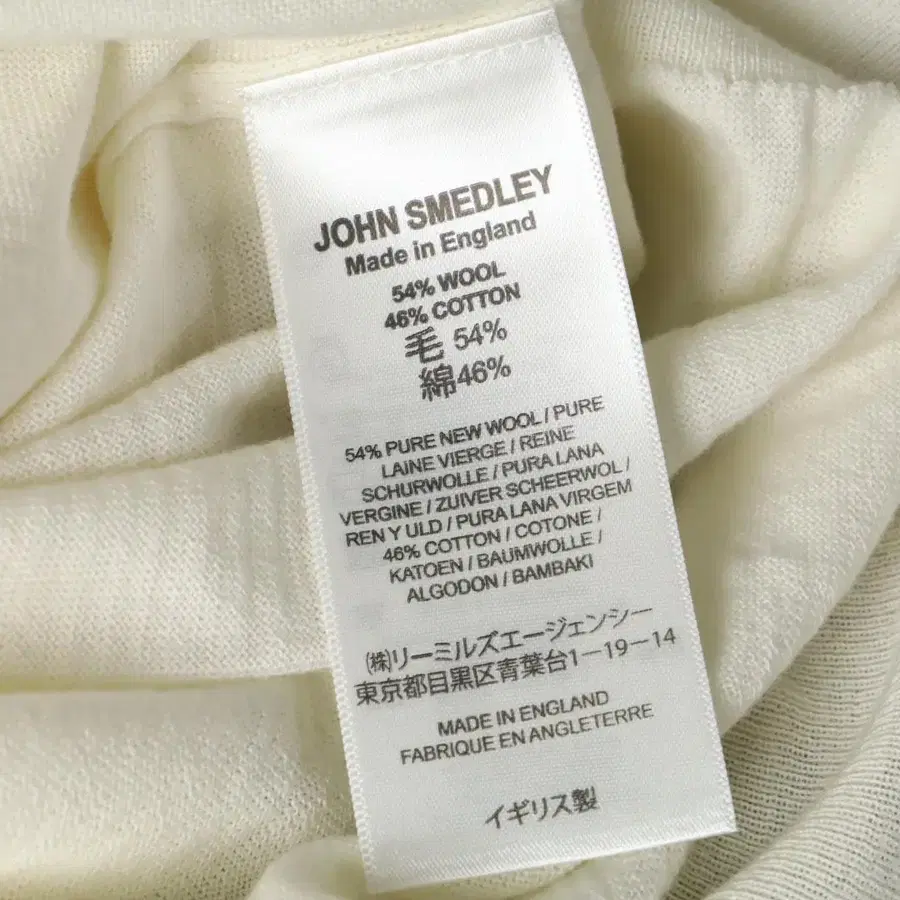 JOHN SMEDLEY
Made in England
54% WOOL
46% COTTON
毛 54%
綿46%
54% PURE NEW WOOL / PURE
LAINE VIERGE / REINE
SCHURWOLLE / PURA LANA
VERGINE / ZUIVER SCHEERWOL /
REN Y ULD / PURA LANA VIRGEM
46% COTTON / COTONE /
KATOEN / BAUMWOLLE /
ALGODON / BAMBAKI
㈱リーミルズエージェンシー
東京都目黒区青葉台1-19-14
MADE IN ENGLAND
FABRIQUE EN ANGLETERRE
イギリス製